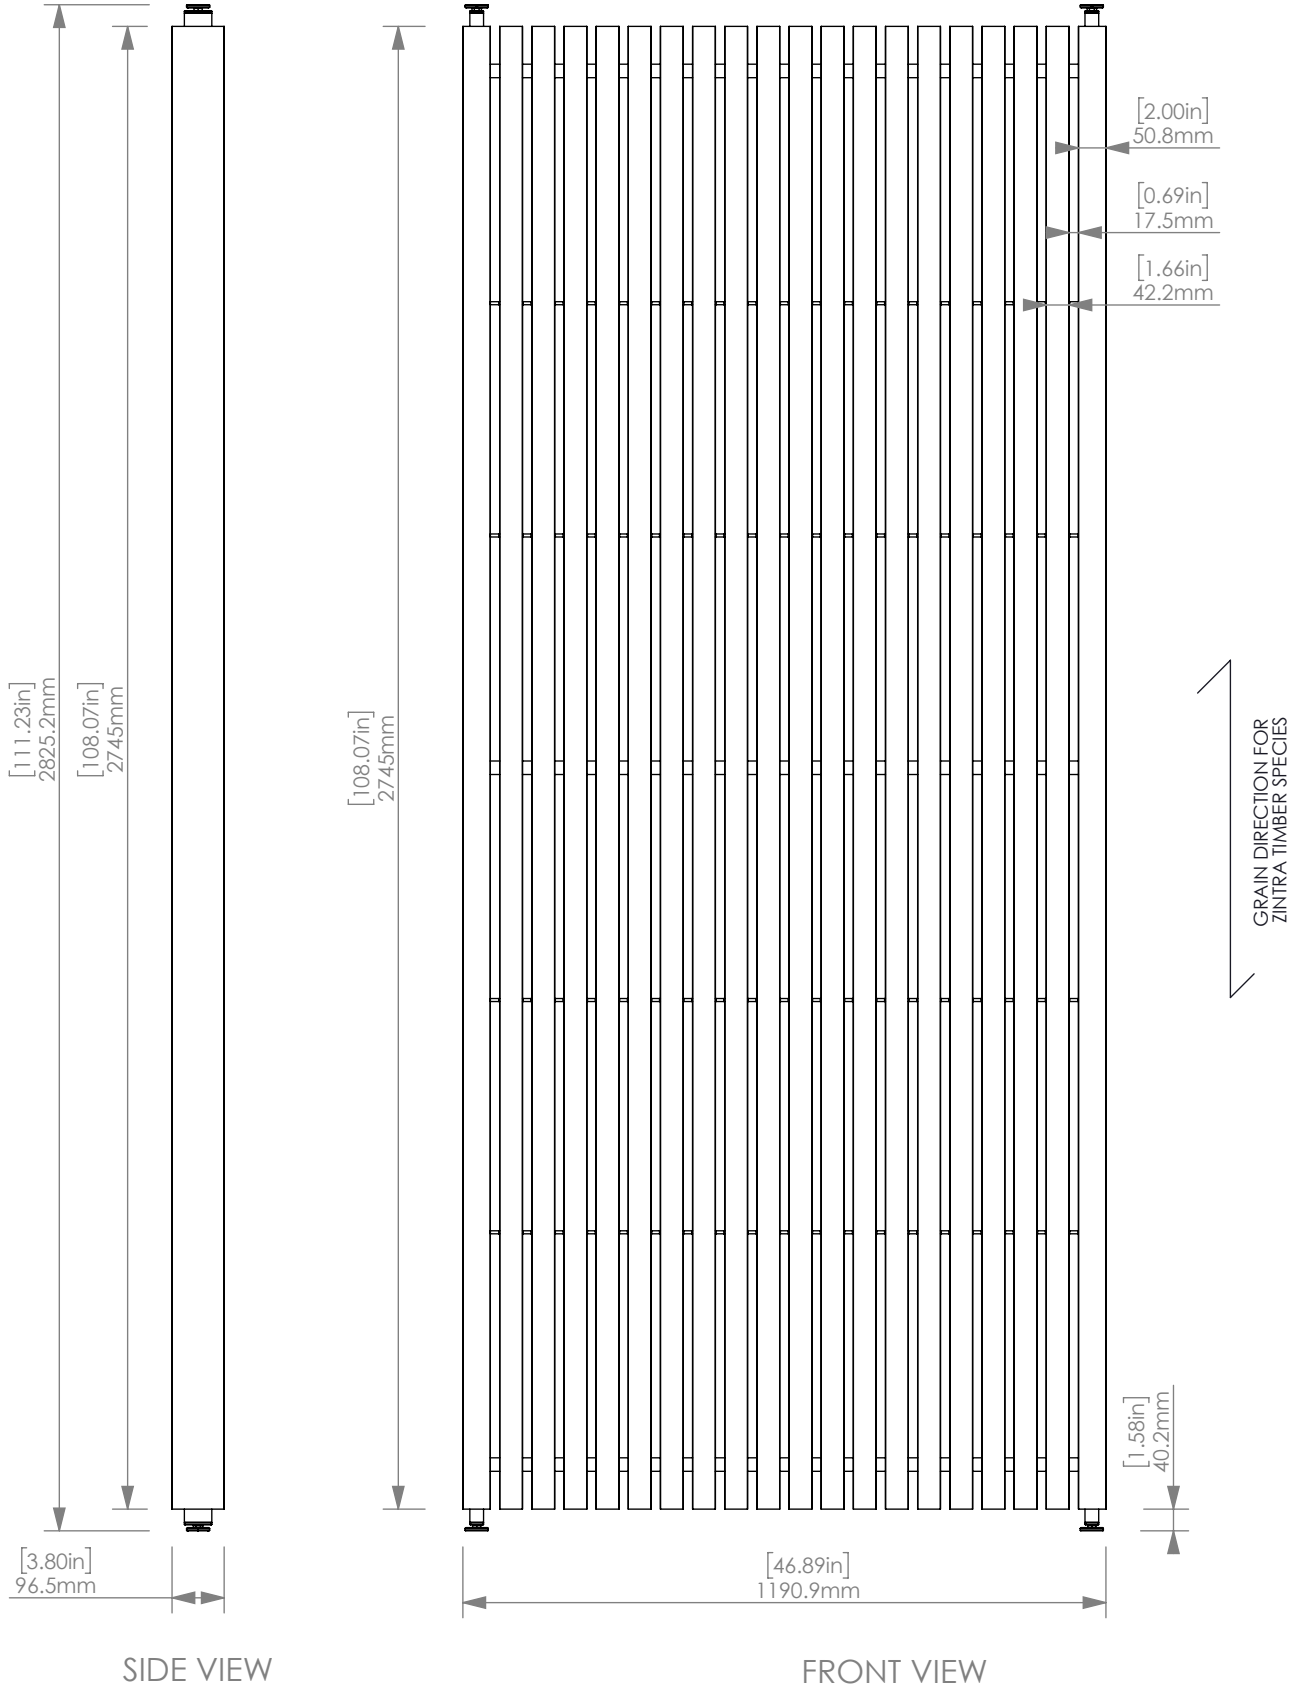 [2.00in]
50.8mm
[0.69in]
17.5mm
[1.66in]
42.2mm
[111.23in]
2825.2mm
[108.07in]
2745mm
[108.07in]
2745mm
GRAIN DIRECTION FOR
ZINTRA TIMBER SPECIES
[1.58in]
40.2mm
[3.80in]
96.5mm
[46.89in]
1190.9mm
SIDE VIEW
FRONT VIEW